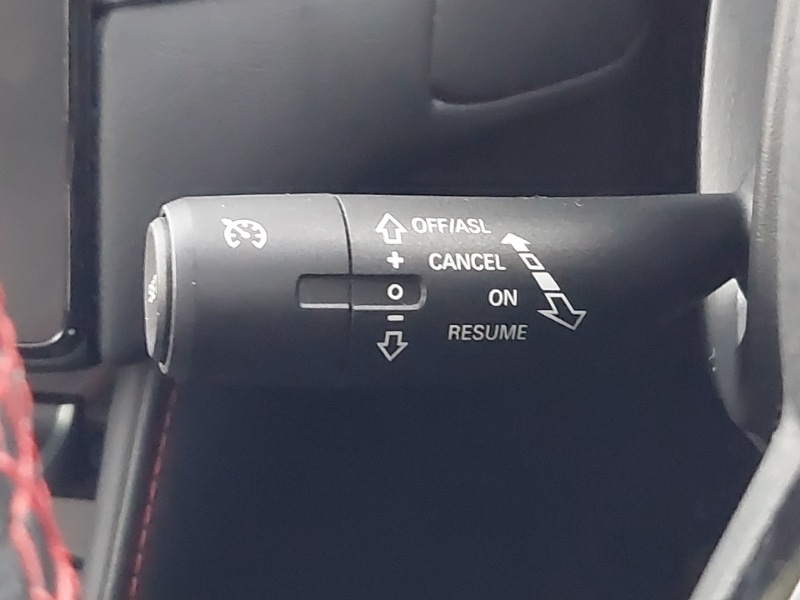 OFF/ASL
+ CANCEL
ON
-
RESUME